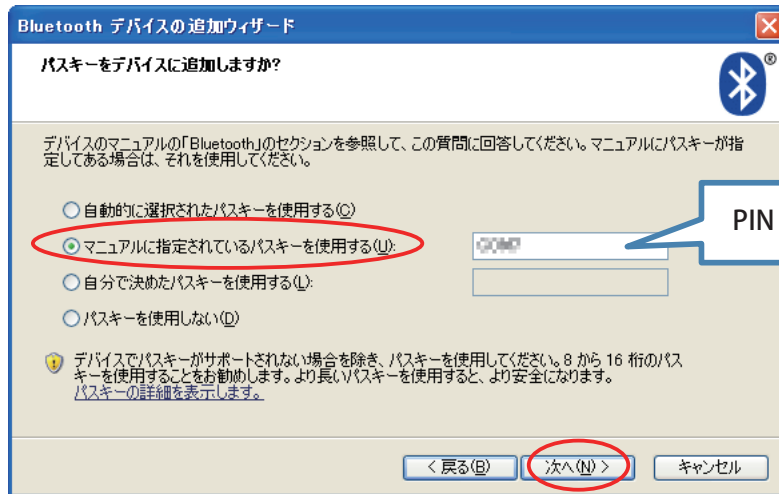 Bluetooth デバイスの追加ウィザード
パスキーをデバイスに追加しますか?
®
デバイスのマニュアルの「Bluetooth」のセクションを参照して、この質問に回答してください。マニュアルにパスキーが指
定してある場合は、それを使用してください。
自動的に選択されたパスキーを使用する(C)
マニュアルに指定されているパスキーを使用する(U):
PIN
自分で決めたパスキーを使用する(L):
パスキーを使用しない(D)
デバイスでパスキーがサポートされない場合を除き、パスキーを使用してください。8 から 16 桁のパス
キーを使用することをお勧めします。より長いパスキーを使用すると、より安全になります。
パスキーの詳細を表示します。
< 戻る(B) 次へ(N) > キャンセル